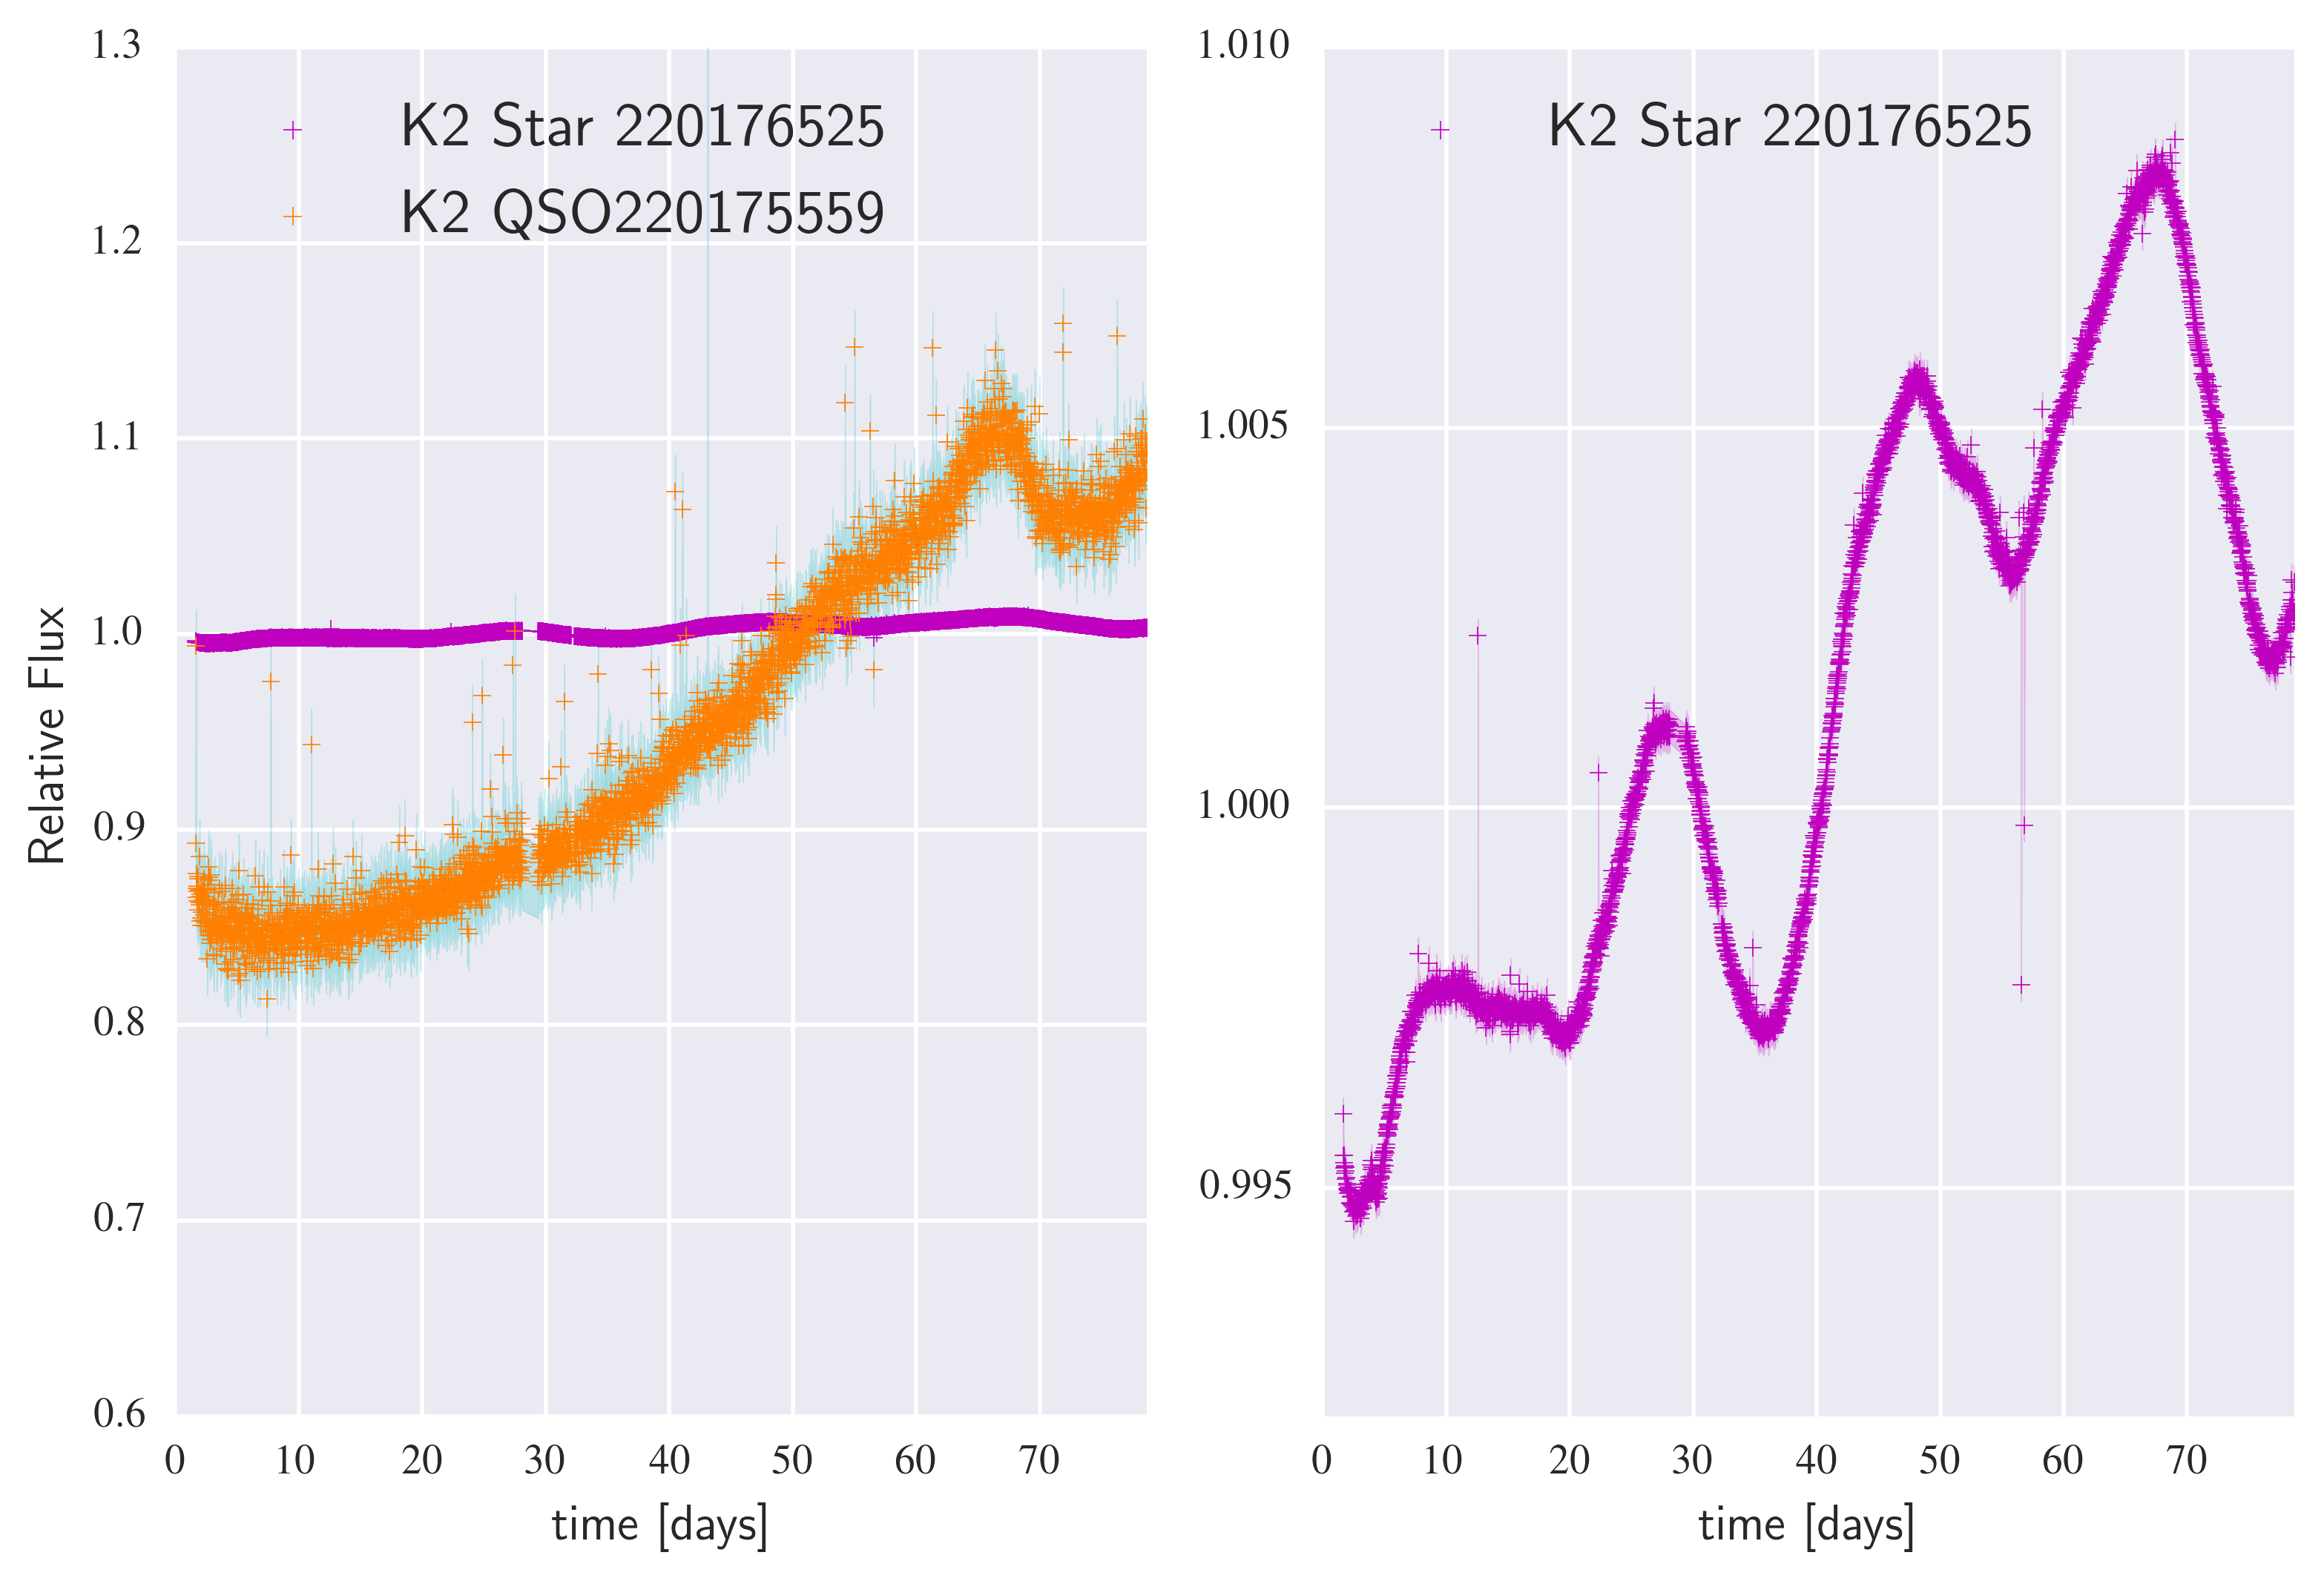 K2 Star 220176525
K2 QSO220175559
Relative Flux
1.3
1.2
1.1
1.0
0.9
0.8
0.7
0.6
0 10 20 30 40 50 60 70
time [days]
K2 Star 220176525
1.010
1.005
1.000
0.995
0 10 20 30 40 50 60 70
time [days]